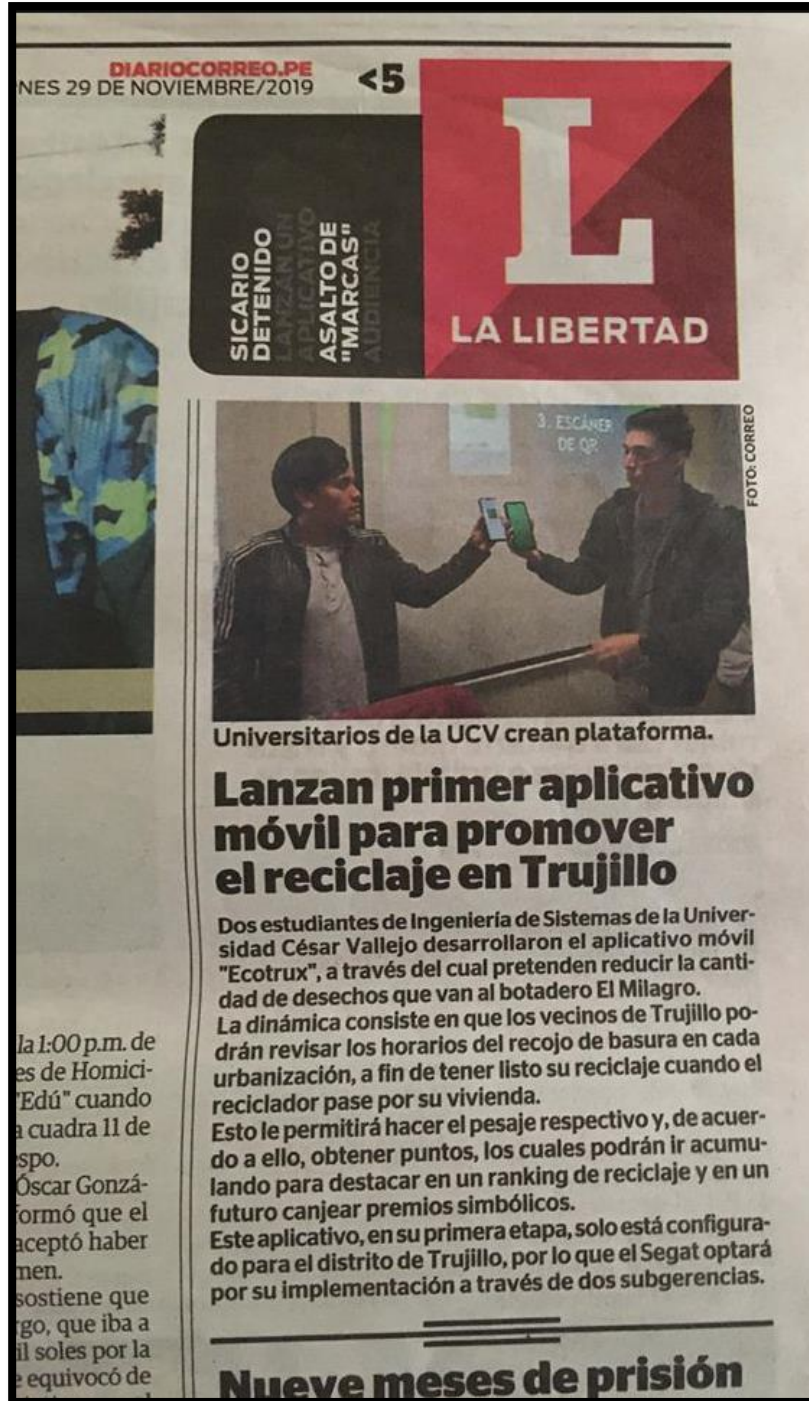 DIARIOCORREO.PE
NES 29 DE NOVIEMBRE/2019
<5
SICARIO
DETENIDO
LANZAN UN
APLICATIVO
ASALTO DE
"MARCAS"
AUDIENCIA
L
LA LIBERTAD
3. ESCÁNER
DE QR
FOTO: CORREO
Universitarios de la UCV crean plataforma.
Lanzan primer aplicativo
móvil para promover
el reciclaje en Trujillo
Dos estudiantes de Ingeniería de Sistemas de la Univer-
sidad César Vallejo desarrollaron el aplicativo móvil
"Ecotrux", a través del cual pretenden reducir la canti-
dad de desechos que van al botadero El Milagro.
La dinámica consiste en que los vecinos de Trujillo po-
drán revisar los horarios del recojo de basura en cada
urbanización, a fin de tener listo su reciclaje cuando el
reciclador pase por su vivienda.
Esto le permitirá hacer el pesaje respectivo y, de acuer-
do a ello, obtener puntos, los cuales podrán ir acumu-
lando para destacar en un ranking de reciclaje y en un
futuro canjear premios simbólicos.
Este aplicativo, en su primera etapa, solo está configura-
do para el distrito de Trujillo, por lo que el Segat optará
por su implementación a través de dos subgerencias.
Nueve meses de prisión
la 1:00 p.m. de
es de Homici-
"Edú" cuando
a cuadra 11 de
spo.
Óscar Gonzá-
formó que el
aceptó haber
men.
sostiene que
rgo, que iba a
il soles por la
e equivocó de